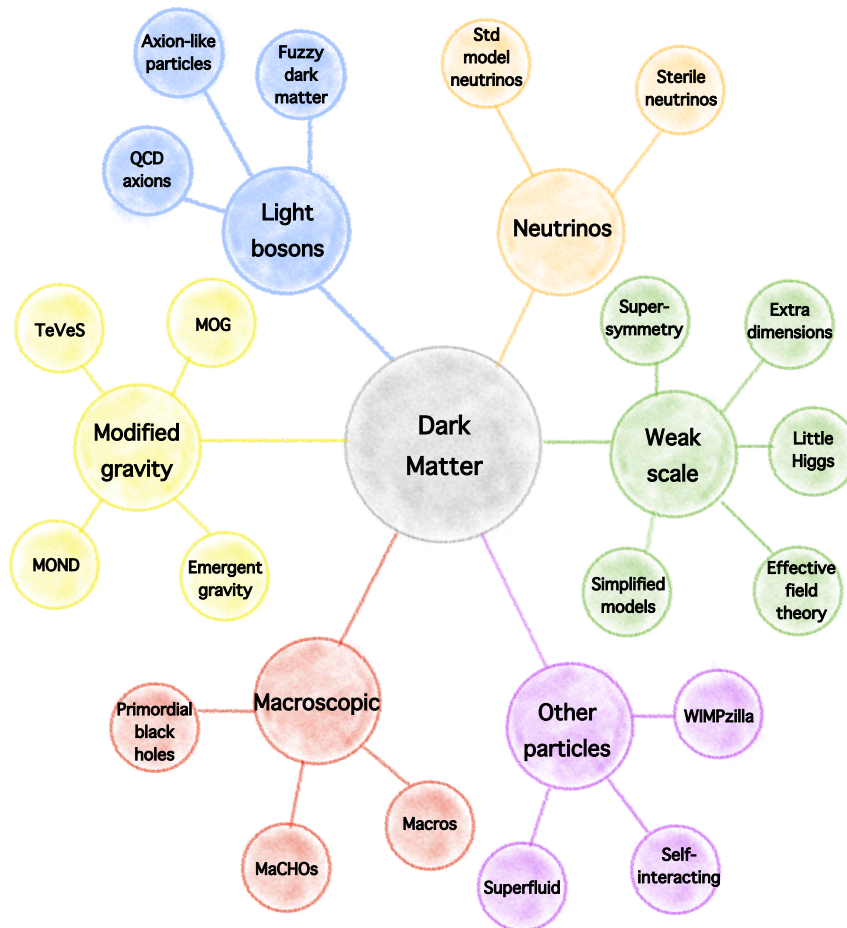 Axion-like
particles
Fuzzy
dark
matter
QCD
axions
Light
bosons
Std
model
neutrinos
Sterile
neutrinos
Neutrinos
TeVeS
MOG
Modified
gravity
MOND
Emergent
gravity
Dark
Matter
Super-
symmetry
Extra
dimensions
Weak
scale
Little
Higgs
Simplified
models
Effective
field
theory
Macroscopic
Primordial
black
holes
MaCHOs
Macros
Other
particles
WIMPzilla
Self-
interacting
Superfluid